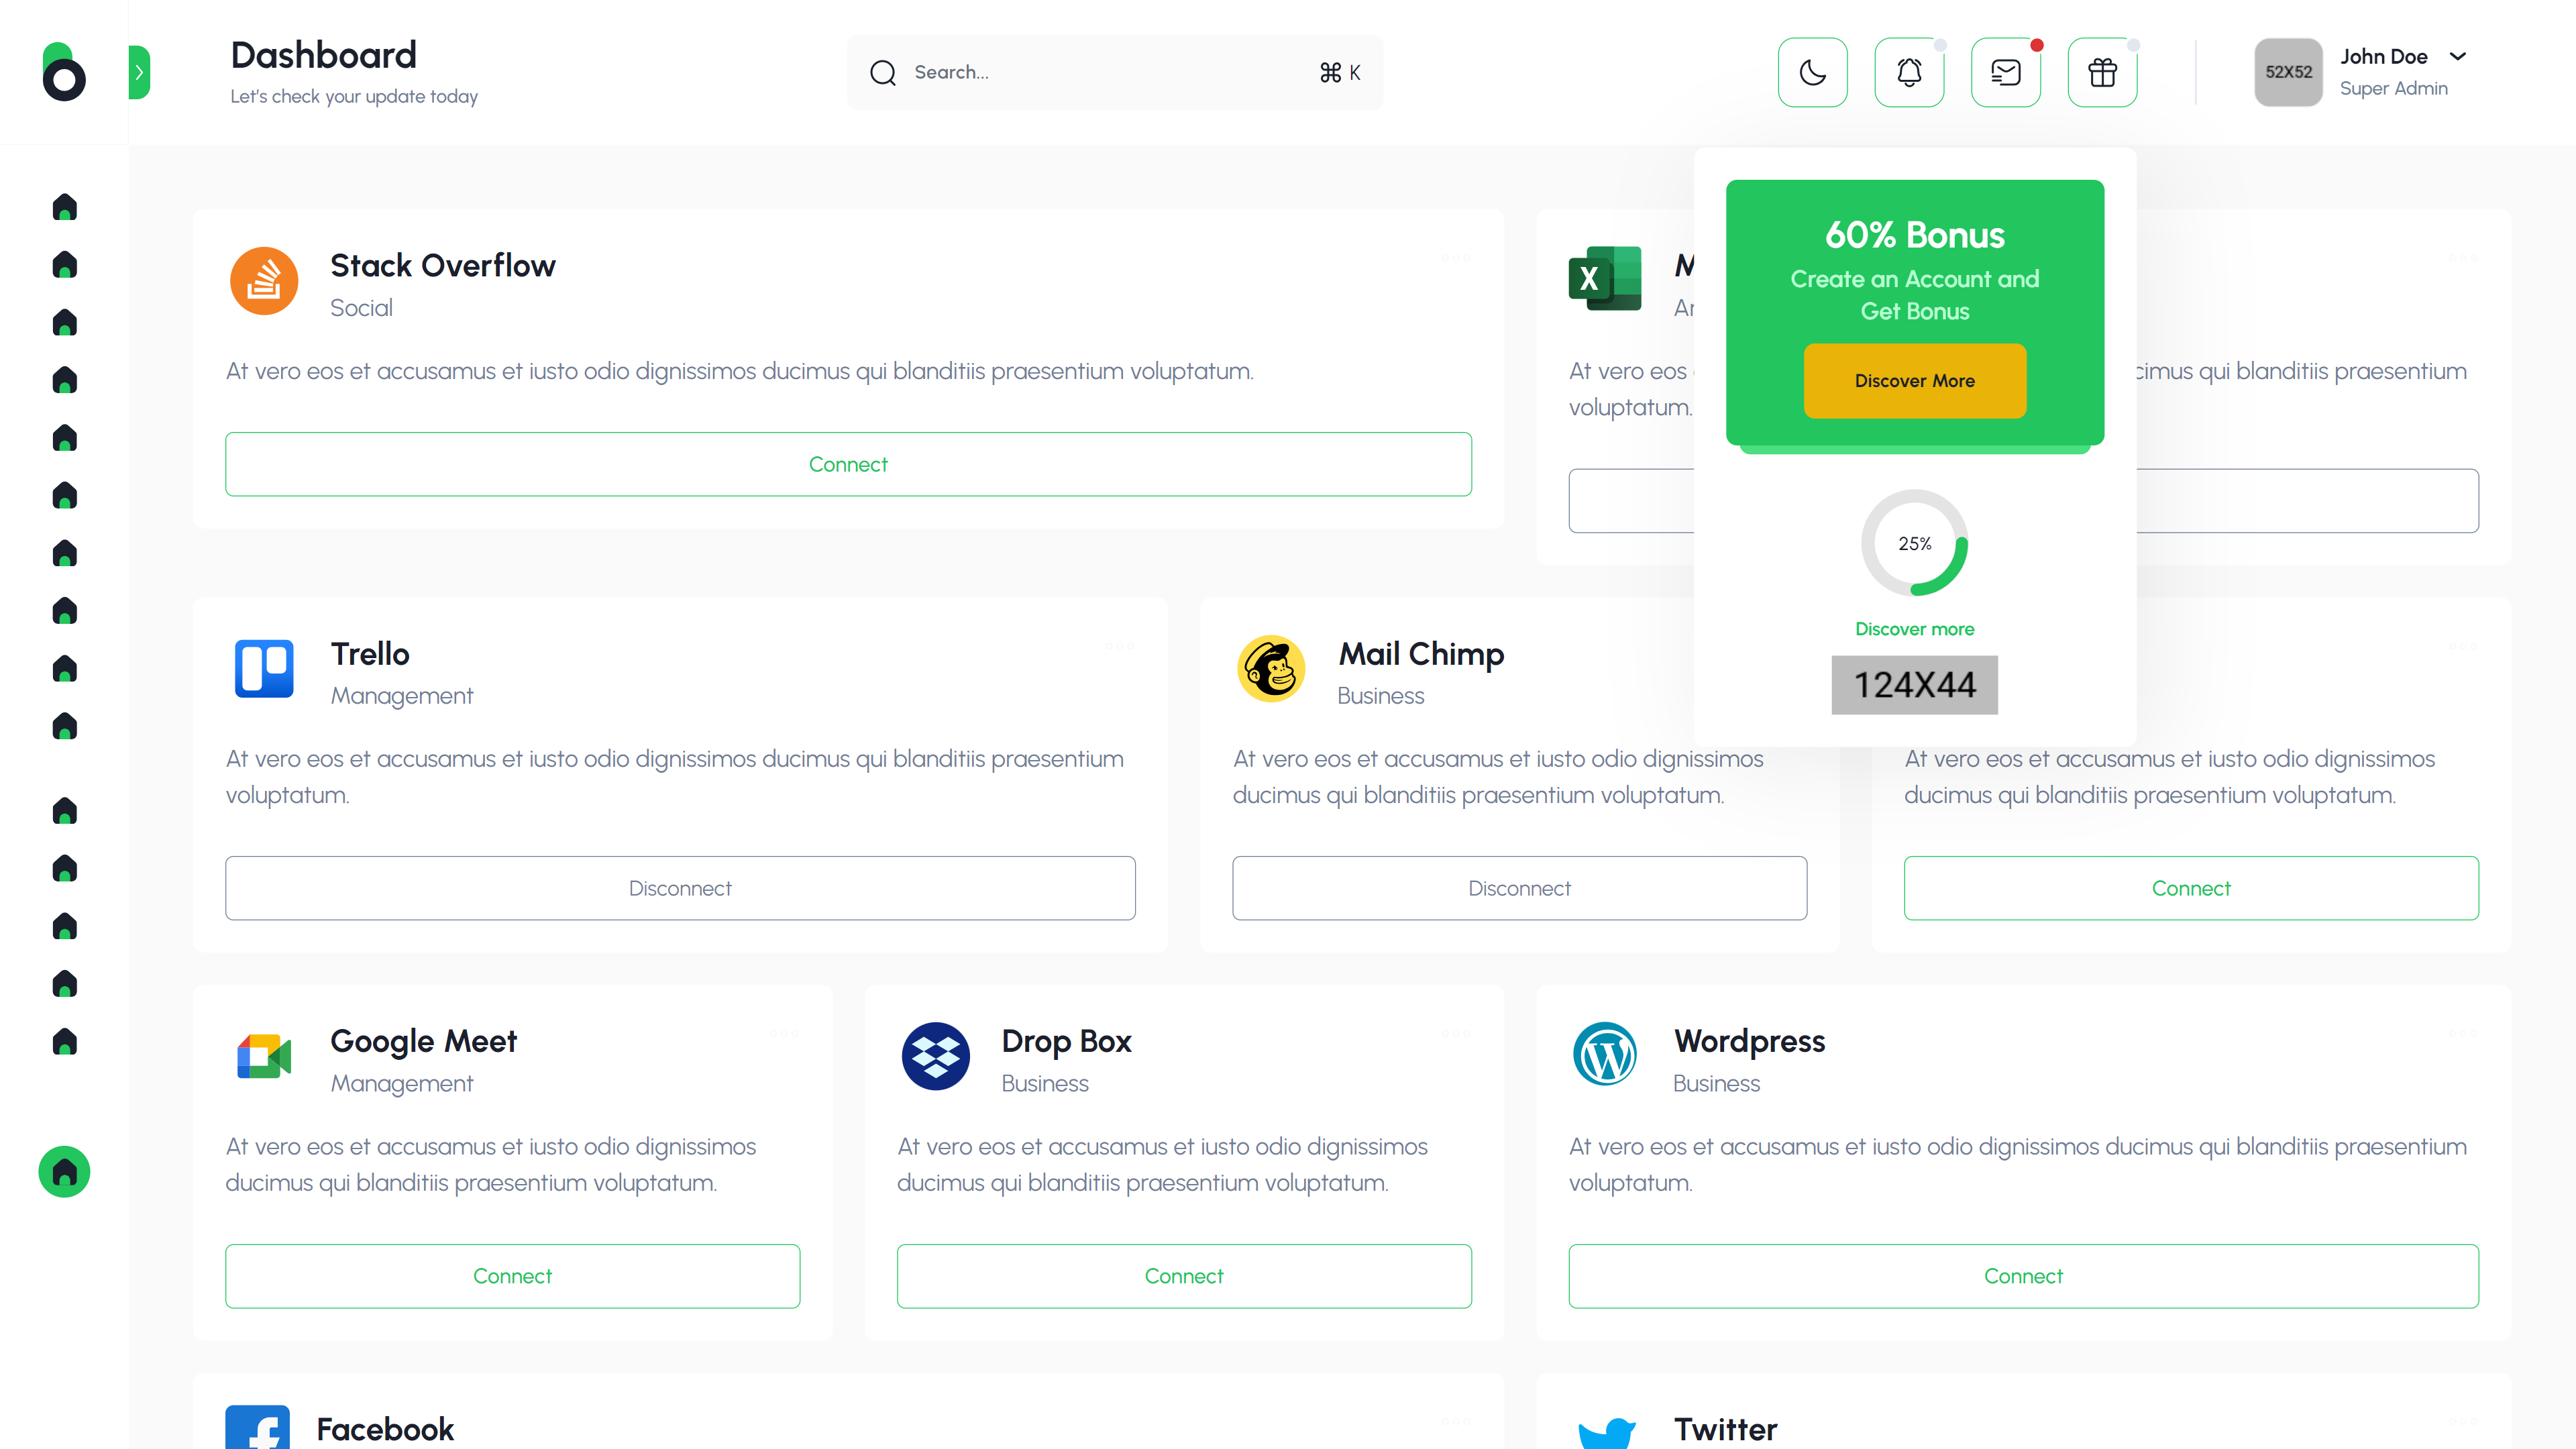 Dashboard
Let's check your update today
Search...
⌘ K
52X52
John Doe
Super Admin
60% Bonus
Create an Account and
Get Bonus
Discover More
25%
Discover more
124X44
Stack Overflow
Social
At vero eos et accusamus et iusto odio dignissimos ducimus qui blanditiis praesentium voluptatum.
Connect
X
At vero eos
qui blanditiis praesentium
voluptatum.
Trello
Management
At vero eos et accusamus et iusto odio dignissimos ducimus qui blanditiis praesentium
voluptatum.
Disconnect
Mail Chimp
Business
At vero eos et accusamus et iusto odio dignissimos
ducimus qui blanditiis praesentium voluptatum.
Disconnect
At vero eos et accusamus et iusto odio dignissimos
ducimus qui blanditiis praesentium voluptatum.
Connect
Google Meet
Management
At vero eos et accusamus et iusto odio dignissimos
ducimus qui blanditiis praesentium voluptatum.
Connect
Drop Box
Business
At vero eos et accusamus et iusto odio dignissimos
ducimus qui blanditiis praesentium voluptatum.
Connect
Wordpress
Business
At vero eos et accusamus et iusto odio dignissimos ducimus qui blanditiis praesentium
voluptatum.
Connect
Facebook
Twitter